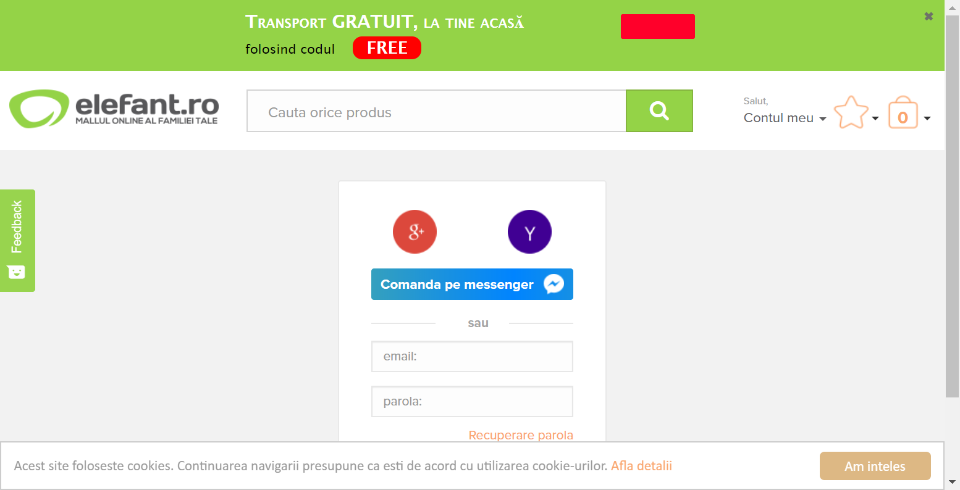 TRANSPORT GRATUIT, LA TINE ACASĂ
folosind codul FREE
elefant.ro
MALLUL ONLINE AL FAMILIEI TALE
Cauta orice produs
Salut,
Contul meu
0
Feedback
g+
Y
Comanda pe messenger
sau
email:
parola:
Recuperare parola
Acest site foloseste cookies. Continuarea navigarii presupune ca esti de acord cu utilizarea cookie-urilor. Afla detalii
Am inteles